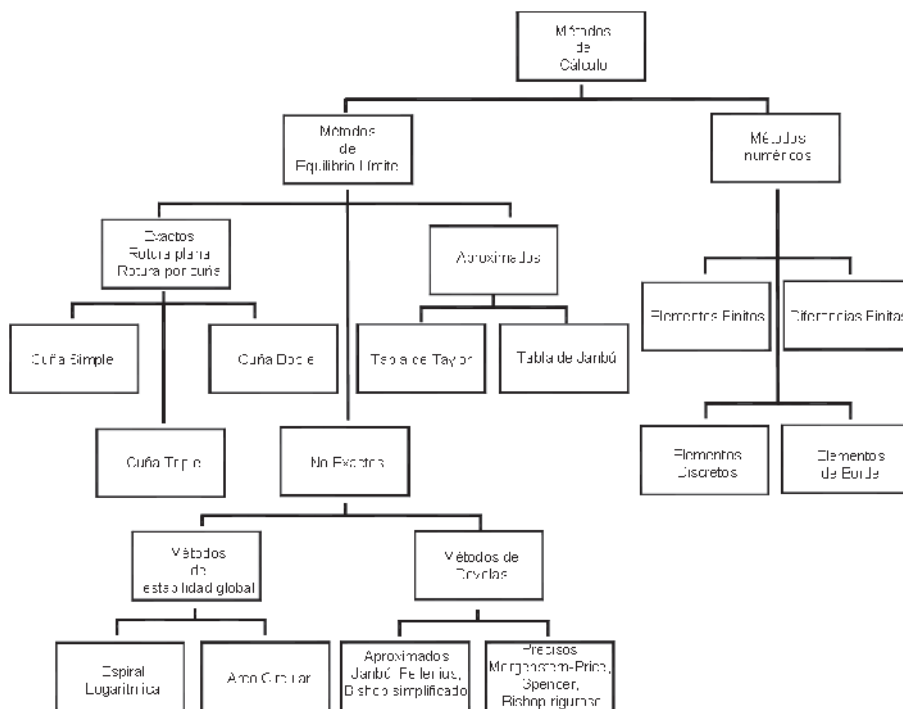 Métodos
de
Cálculo
Métodos
de
Equilibrio Límite
Métodos
numéricos
Exactos
Rotura plana
Rotura por cuña
Aproximados
Elementos Finitos
Diferencias Finitas
Cuña Simple
Cuña Doble
Tabla de Taylor
Tabla de Janbú
Cuña Triple
No Exactos
Elementos
Discretos
Elementos
de Borde
Métodos
de
estabilidad global
Métodos de
Dovelas
Espiral
Logarítmica
Arco Circular
Aproximados
Janbú, Fellenius,
Bishop simplificado
Precisos
Morgenstern-Price,
Spencer,
Bishop riguroso